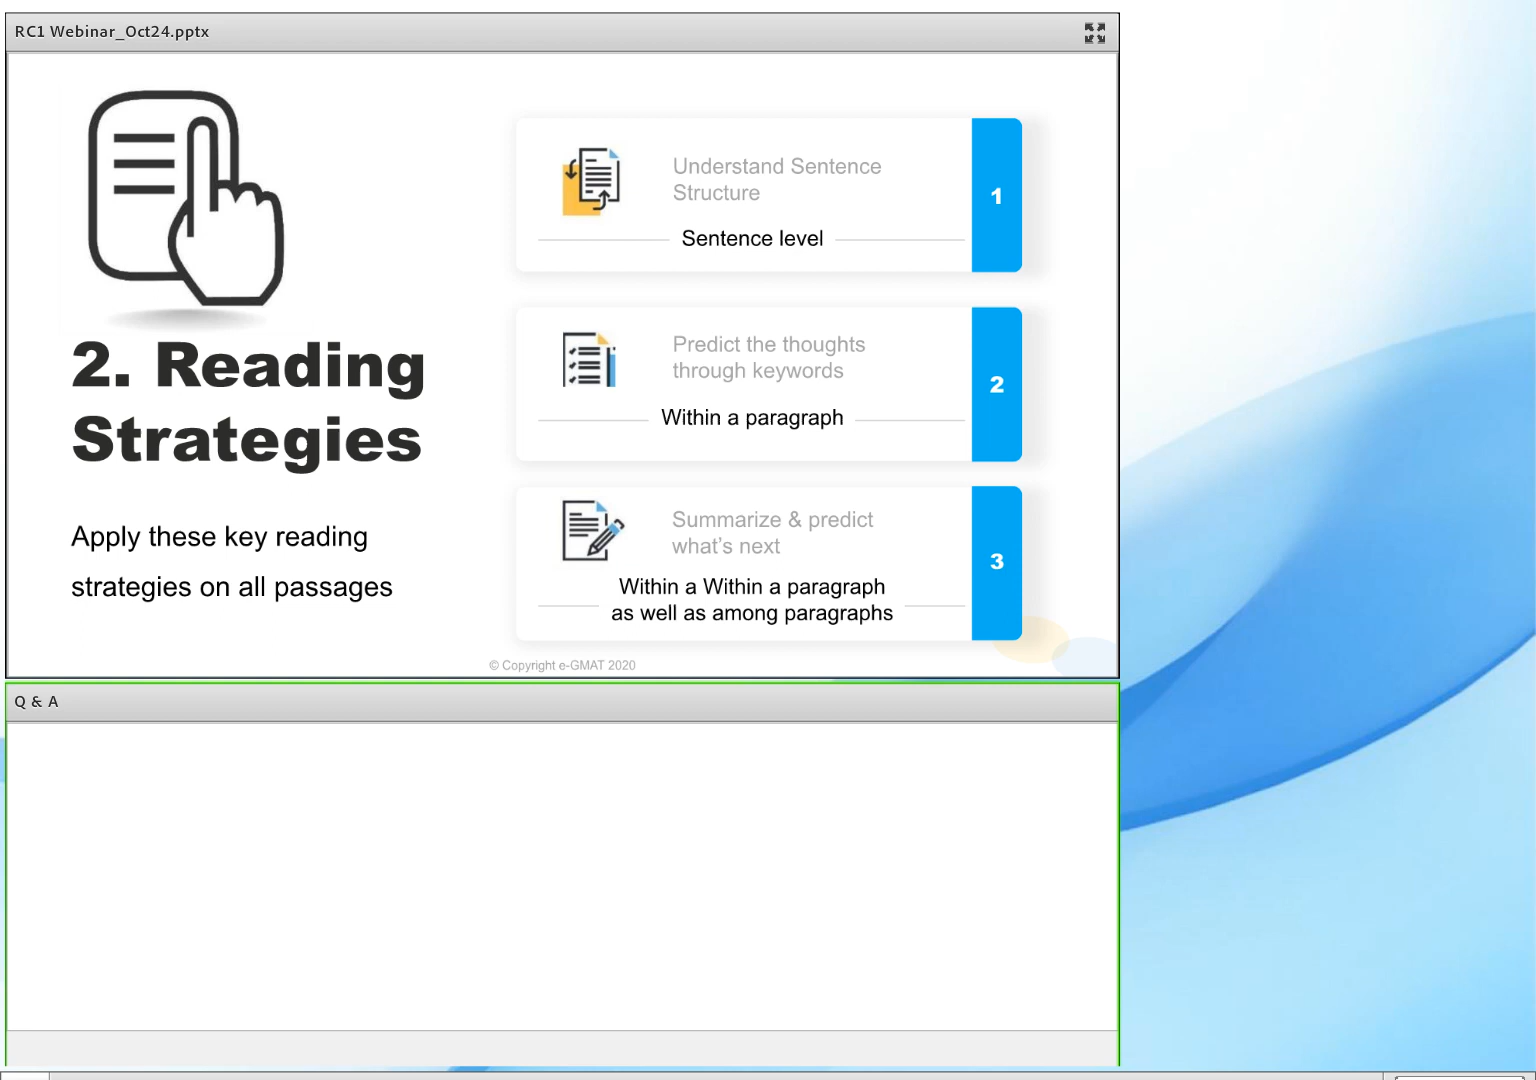 RC1 Webinar_Oct24.pptx
2. Reading
Strategies
Apply these key reading
strategies on all passages
Understand Sentence
Structure
Sentence level
1
Predict the thoughts
through keywords
Within a paragraph
2
Summarize & predict
what's next
Within a Within a paragraph
as well as among paragraphs
3
© Copyright e-GMAT 2020
Q & A